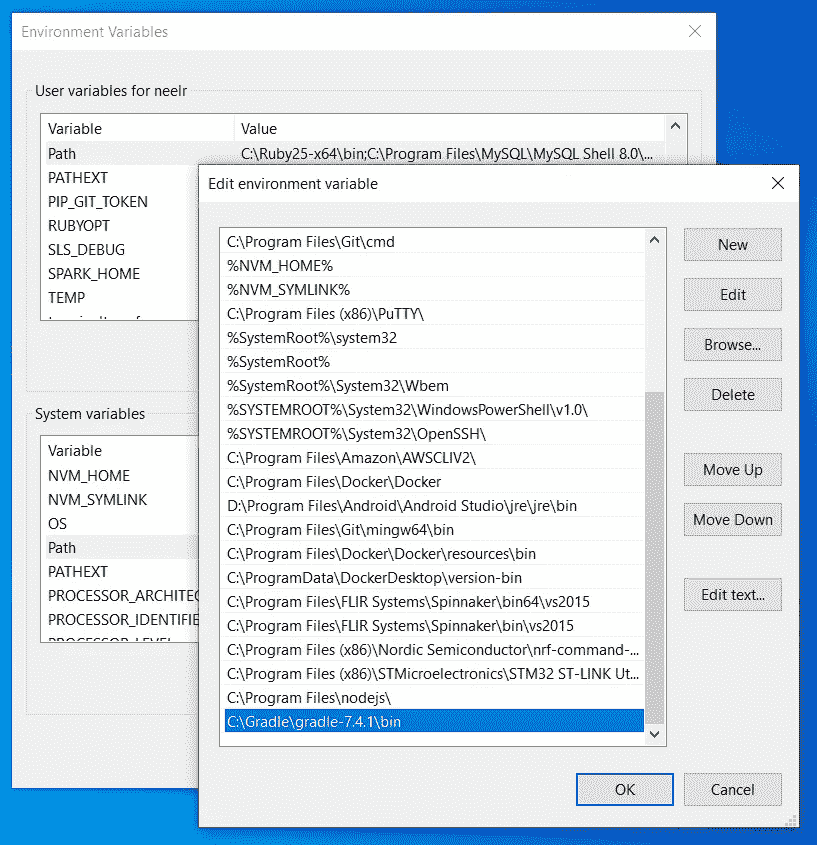 Environment Variables
User variables for neelr
Variable Value
Path C:\Ruby25-x64\bin;C:\Program Files\MySQL\MySQL Shell 8.0\...
PATHEXT
PIP_GIT_TOKEN
RUBYOPT
SLS_DEBUG
SPARK_HOME
TEMP
System variables
Variable
NVM_HOME
NVM_SYMLINK
OS
Path
PATHEXT
PROCESSOR_ARCHITEC
PROCESSOR_IDENTIFIE
PROCESSOR_LEVEL
Edit environment variable
C:\Program Files\Git\cmd
%NVM_HOME%
%NVM_SYMLINK%
C:\Program Files (x86)\PuTTY\
%SystemRoot%\system32
%SystemRoot%
%SystemRoot%\System32\Wbem
%SYSTEMROOT%\System32\WindowsPowerShell\v1.0\
%SYSTEMROOT%\System32\OpenSSH\
C:\Program Files\Amazon\AWSCLIV2\
C:\Program Files\Docker\Docker
D:\Program Files\Android\Android Studio\jre\jre\bin
C:\Program Files\Git\mingw64\bin
C:\Program Files\Docker\Docker\resources\bin
C:\ProgramData\DockerDesktop\version-bin
C:\Program Files\FLIR Systems\Spinnaker\bin64\vs2015
C:\Program Files\FLIR Systems\Spinnaker\bin\vs2015
C:\Program Files (x86)\Nordic Semiconductor\nrf-command-...
C:\Program Files (x86)\STMicroelectronics\STM32 ST-LINK Ut...
C:\Program Files\nodejs\
C:\Gradle\gradle-7.4.1\bin
New
Edit
Browse...
Delete
Move Up
Move Down
Edit text...
OK
Cancel